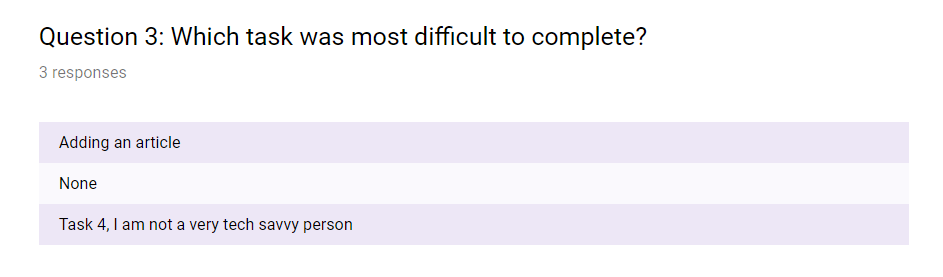 Question 3: Which task was most difficult to complete?
3 responses
Adding an article
None
Task 4, I am not a very tech savvy person